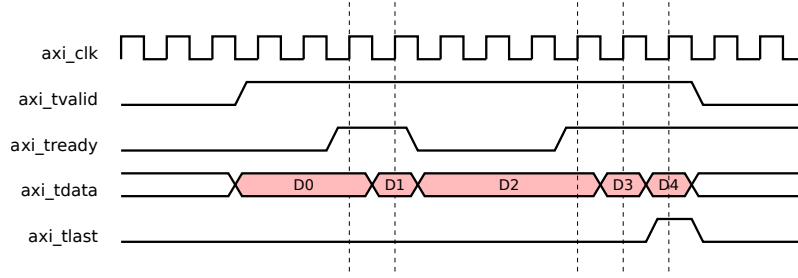 axi_clk
axi_tvalid
axi_tready
axi_tdata D0 D1 D2 D3 D4
axi_tlast